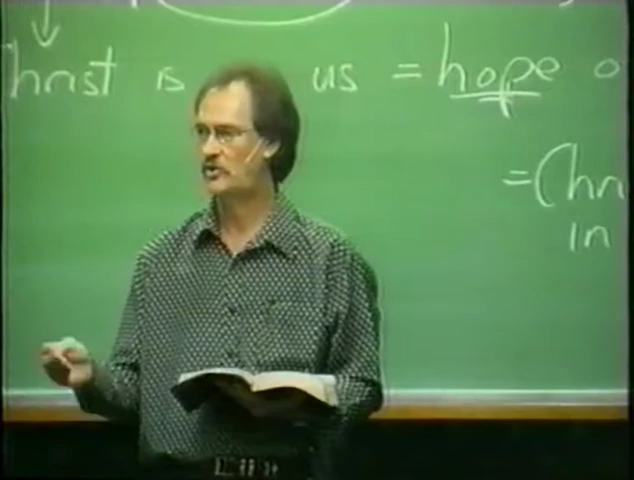 Christ is us = hope o
= Chr
in